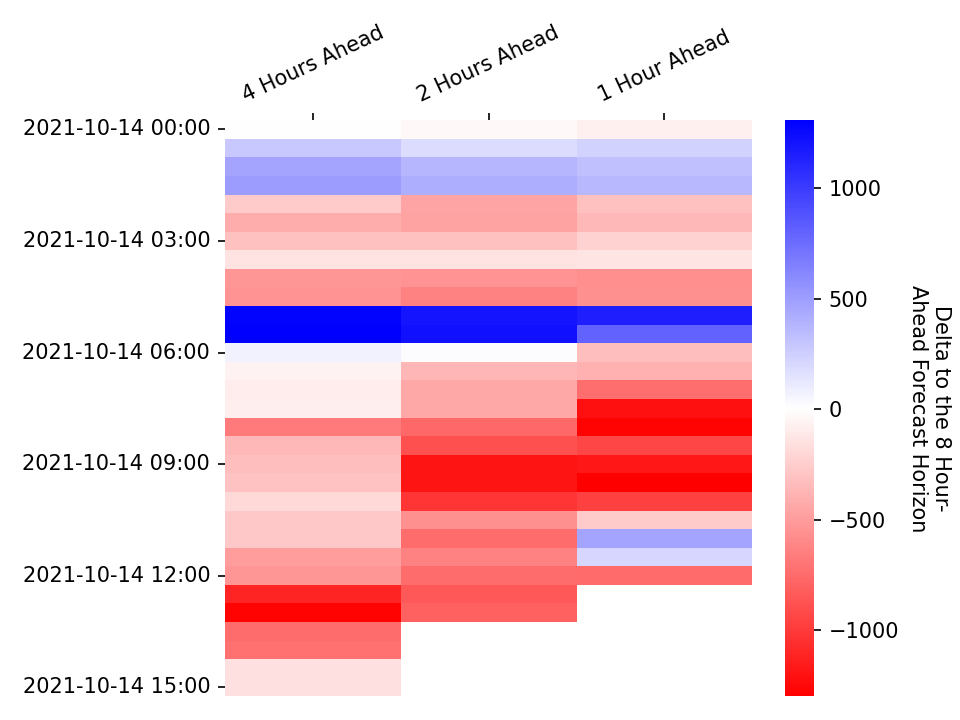 4 Hours Ahead
2 Hours Ahead
1 Hour Ahead
2021-10-14 00:00
2021-10-14 03:00
2021-10-14 06:00
2021-10-14 09:00
2021-10-14 12:00
2021-10-14 15:00
1000
500
0
−500
−1000
Delta to the 8 Hour-
Ahead Forecast Horizon